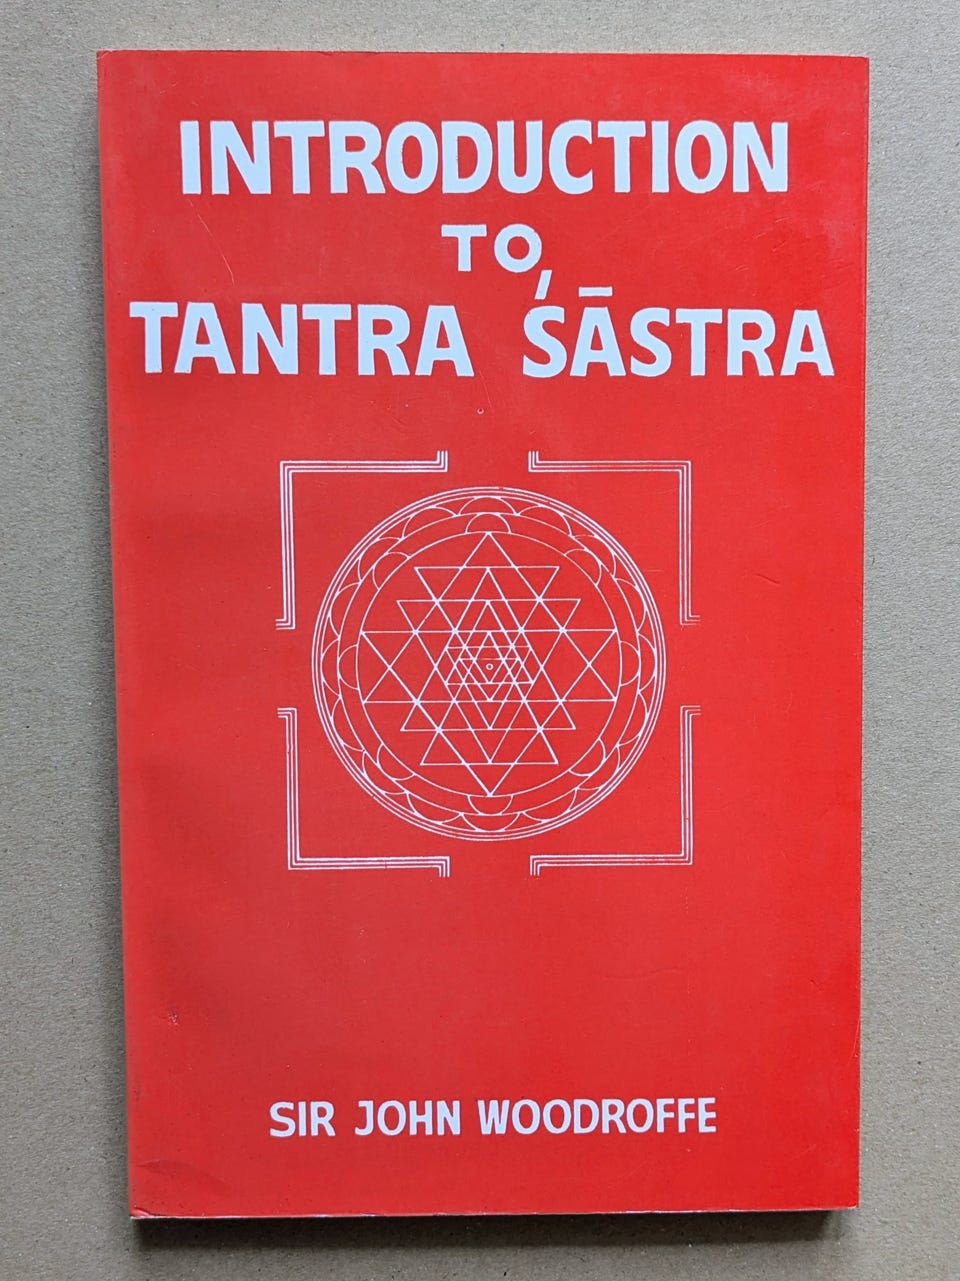 INTRODUCTION
TO
TANTRA ŚĀSTRA
SIR JOHN WOODROFFE